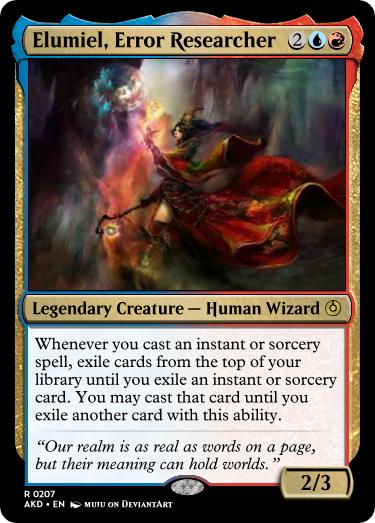 Elumiel, Error Researcher 2
Legendary Creature — Human Wizard
Whenever you cast an instant or sorcery
spell, exile cards from the top of your
library until you exile an instant or sorcery
card. You may cast that card until you
exile another card with this ability.
“Our realm is as real as words on a page,
but their meaning can hold worlds.”
2/3
R 0207
AKD • EN MUJU ON DEVIANTART